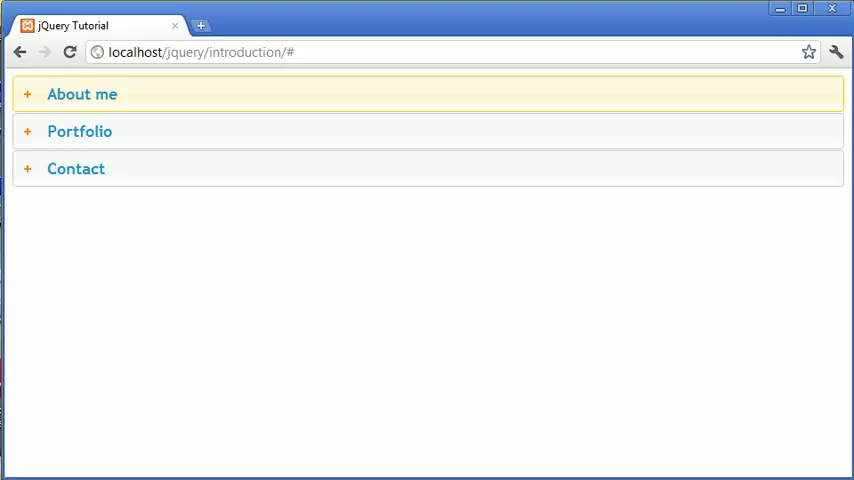 jQuery Tutorial
localhost/jquery/introduction/#
About me
Portfolio
Contact